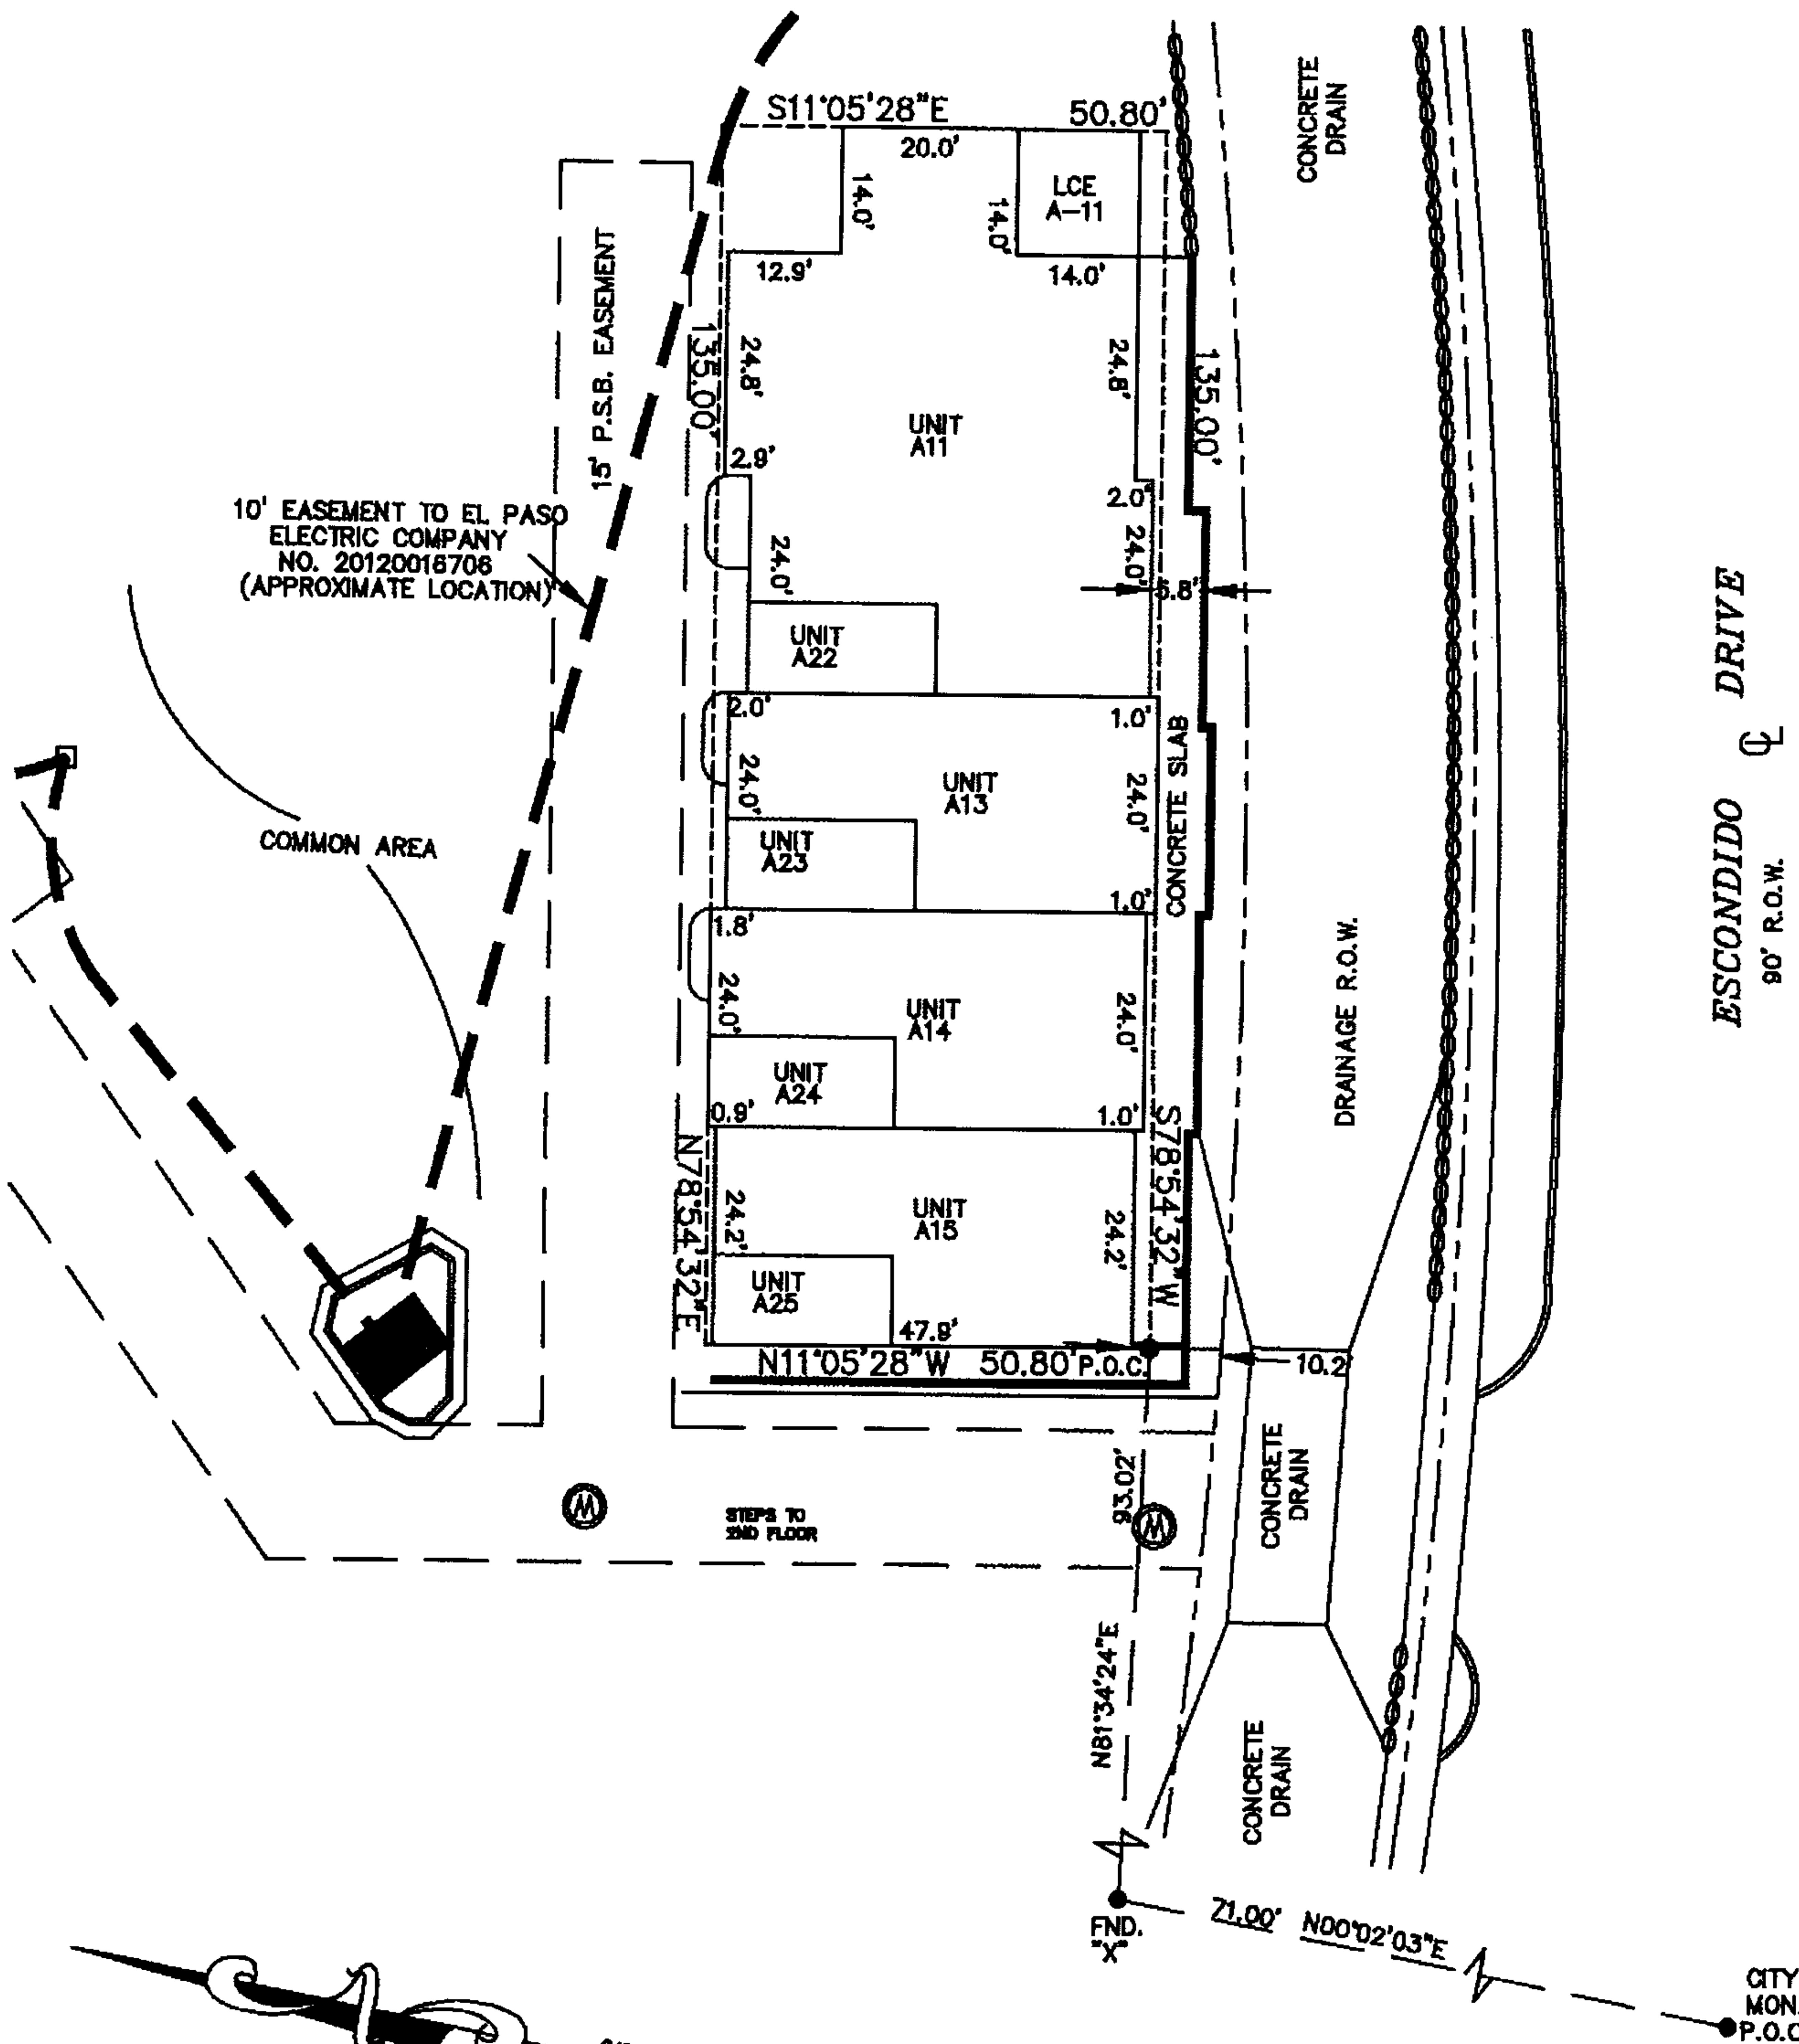 S11°05'28"E
50.80'
20.0'
14.0'
LCE
A-11
14.0'
12.9'
14.0'
CONCRETE
DRAIN
15' P.S.B. EASEMENT
135.00'
24.8'
24.8'
135.00'
UNIT
A11
2.9'
2.0'
10' EASEMENT TO EL PASO
ELECTRIC COMPANY
NO. 20120016706
(APPROXIMATE LOCATION)
24.0'
24.0'
5.8'
UNIT
A22
2.0'
1.0'
24.0'
UNIT
A13
24.0'
CONCRETE SLAB
UNIT
A23
1.0'
COMMON AREA
ESCONDIDO DRIVE
90' R.O.W.
1.8'
24.0'
UNIT
A14
24.0'
DRAINAGE R.O.W.
UNIT
A24
0.9'
1.0'
N78°54'32"E
S78°54'32"W
24.2'
UNIT
A15
24.2'
UNIT
A25
47.9'
N11°05'28"W 50.80'
P.O.C.
10.2
CONCRETE
DRAIN
M
STEPS TO
2ND FLOOR
M
N81°34'24"E
CONCRETE
DRAIN
FND.
"X"
71.00' N00°02'03"E
CITY
MON.